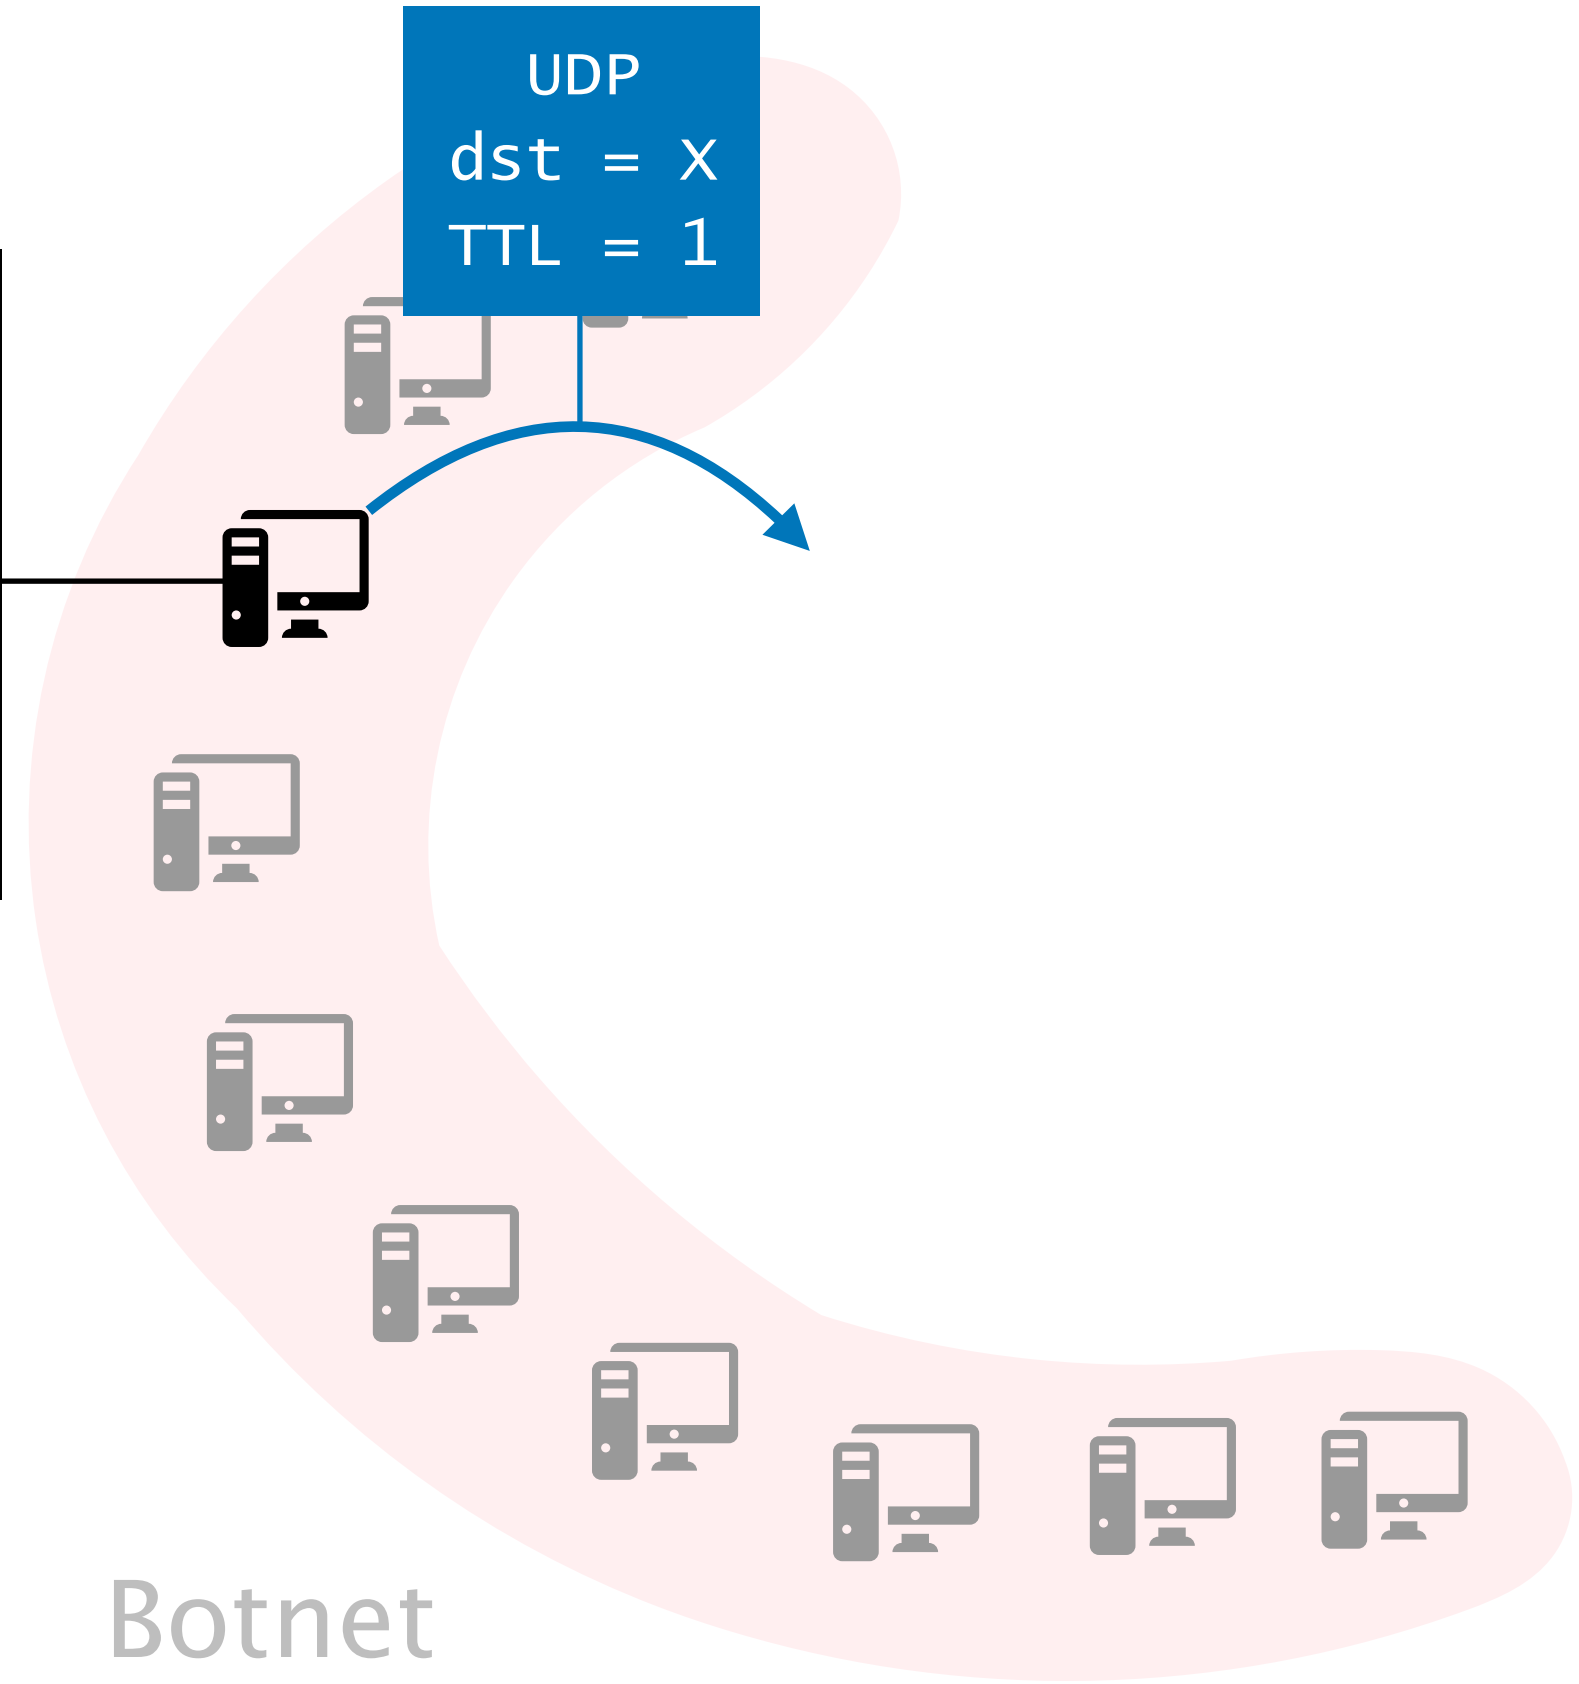 UDP
dst = X
TTL = 1
Botnet